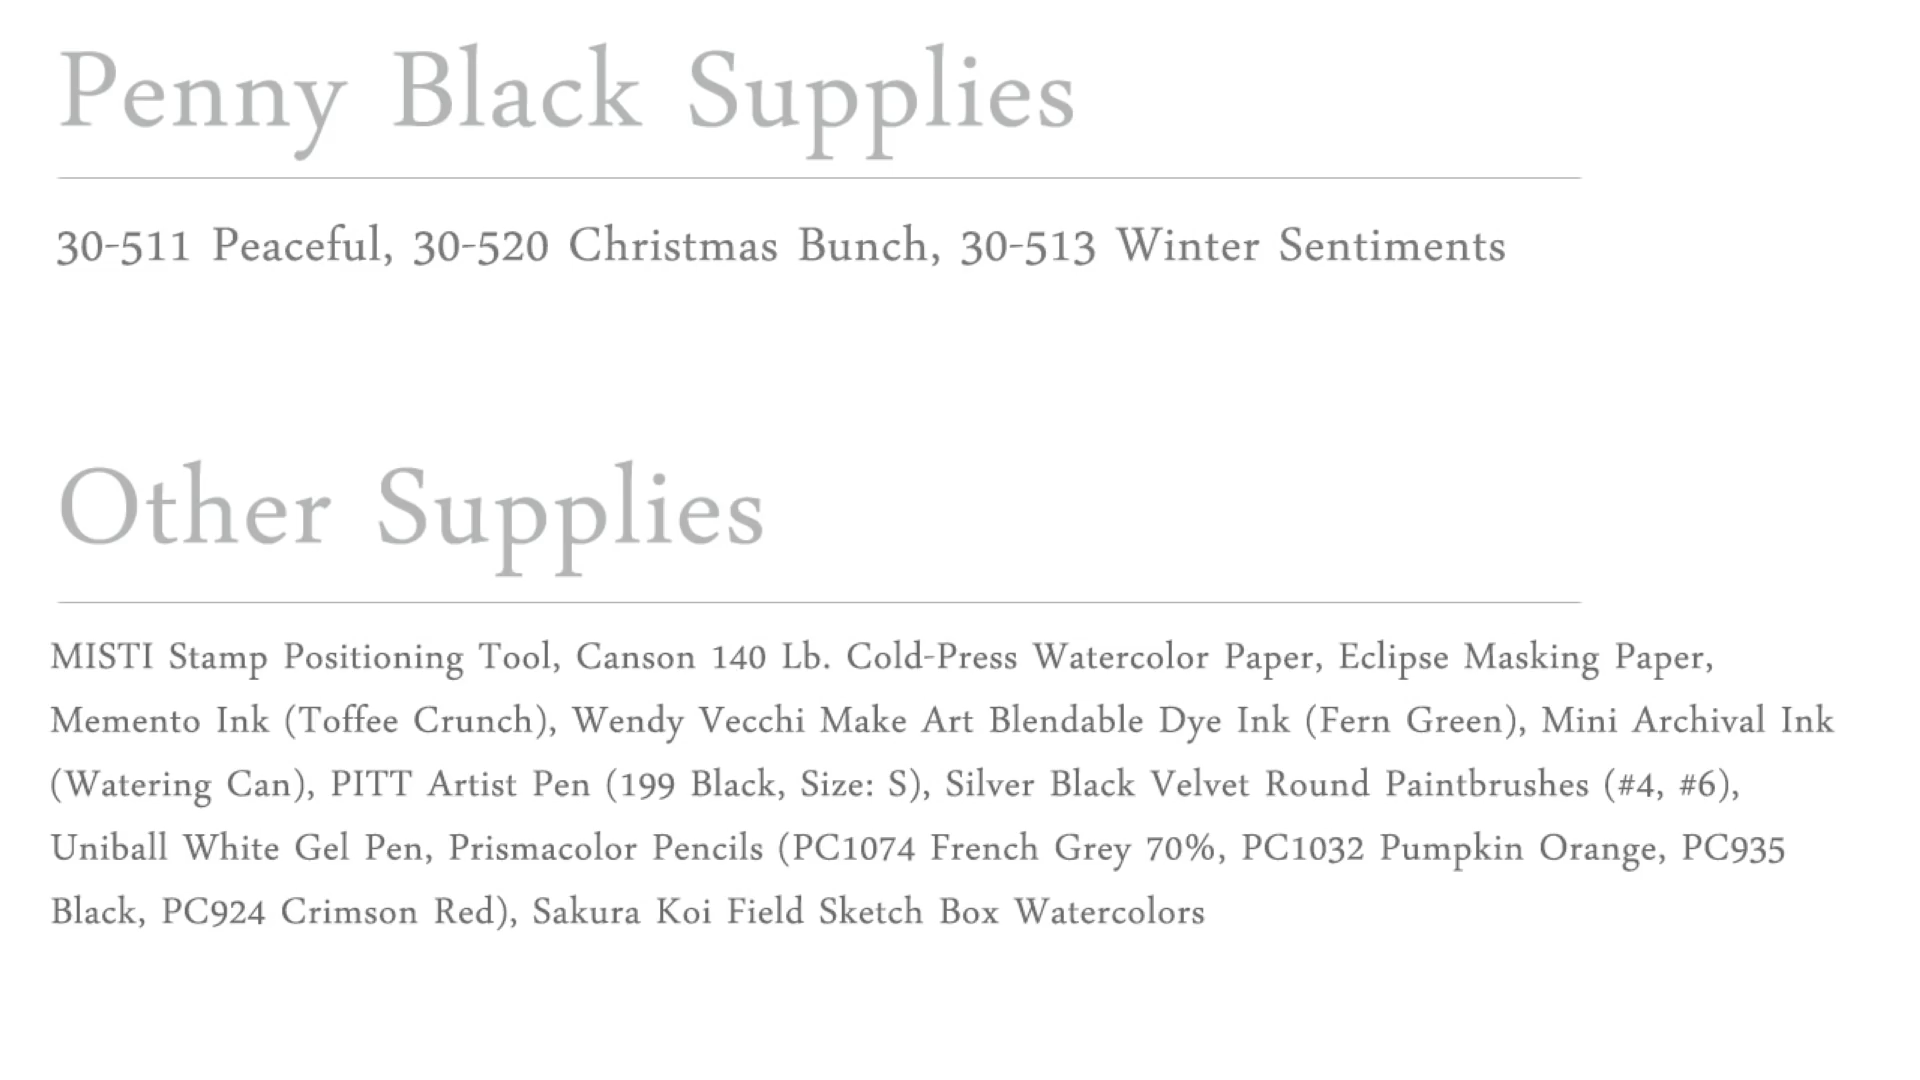 Penny Black Supplies
30-511 Peaceful, 30-520 Christmas Bunch, 30-513 Winter Sentiments
Other Supplies
MISTI Stamp Positioning Tool, Canson 140 Lb. Cold-Press Watercolor Paper, Eclipse Masking Paper,
Memento Ink (Toffee Crunch), Wendy Vecchi Make Art Blendable Dye Ink (Fern Green), Mini Archival Ink
(Watering Can), PITT Artist Pen (199 Black, Size: S), Silver Black Velvet Round Paintbrushes (#4, #6),
Uniball White Gel Pen, Prismacolor Pencils (PC1074 French Grey 70%, PC1032 Pumpkin Orange, PC935
Black, PC924 Crimson Red), Sakura Koi Field Sketch Box Watercolors